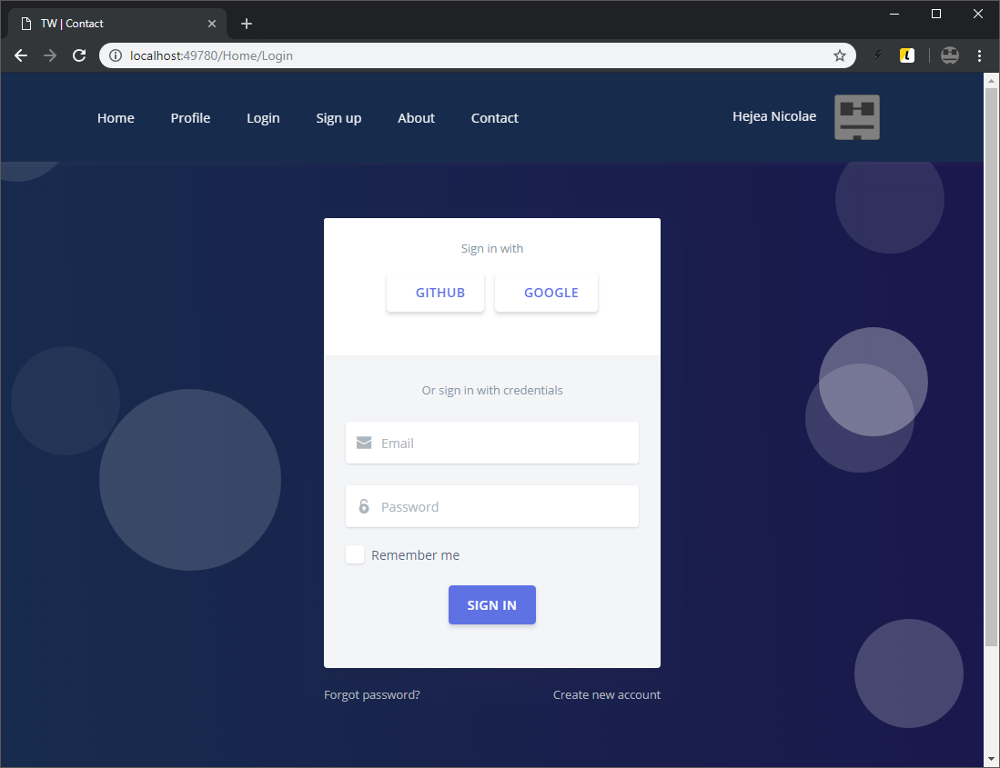 TW | Contact
localhost:49780/Home/Login
Home Profile Login Sign up About Contact Hejea Nicolae
Sign in with
GITHUB GOOGLE
Or sign in with credentials
Email
Password
Remember me
SIGN IN
Forgot password? Create new account